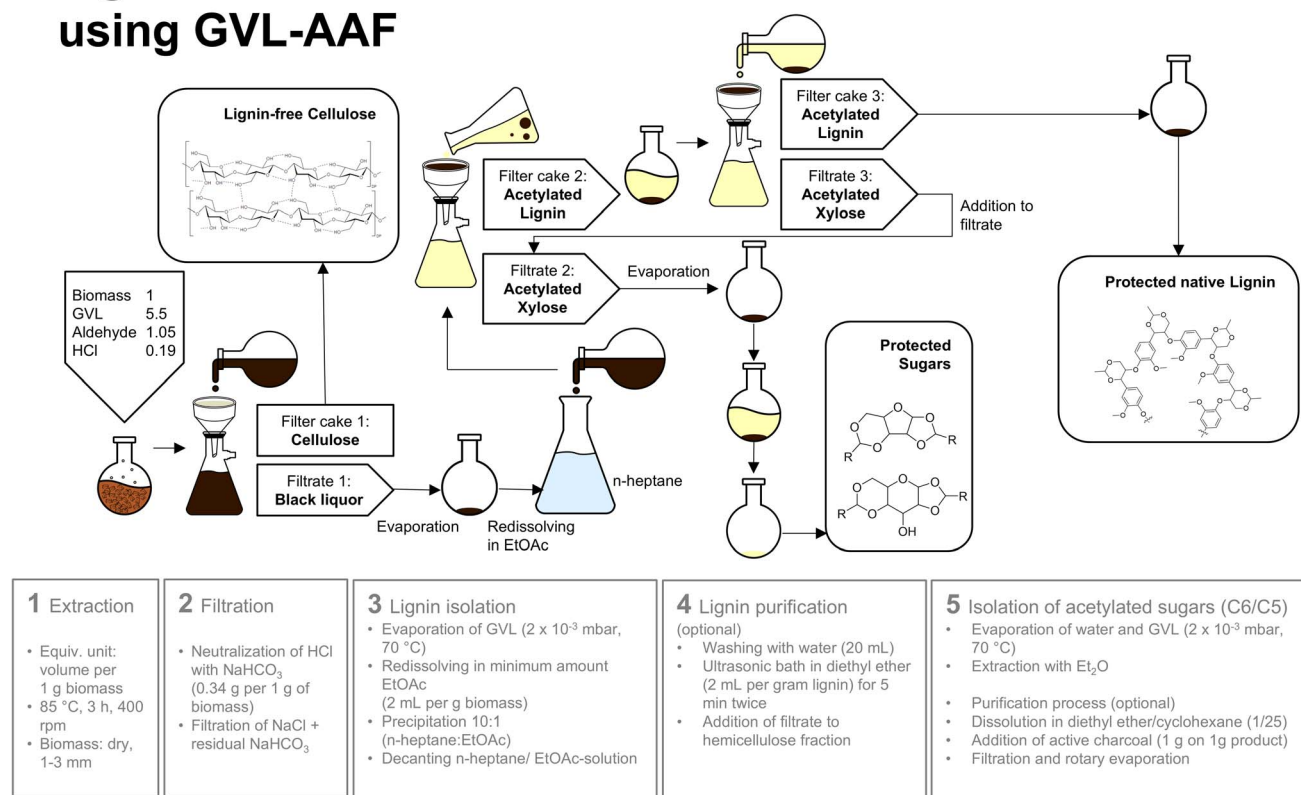 using GVL-AAF
Lignin-free Cellulose
Biomass 1
GVL 5.5
Aldehyde 1.05
HCl 0.19
Filter cake 1:
Cellulose
Filtrate 1:
Black liquor
Evaporation
Redissolving
in EtOAc
n-heptane
Filter cake 2:
Acetylated
Lignin
Filtrate 2:
Acetylated
Xylose
Evaporation
Filter cake 3:
Acetylated
Lignin
Filtrate 3:
Acetylated
Xylose
Addition to
filtrate
Protected
Sugars
R
R
R
R
OH
Protected native Lignin
1 Extraction
• Equiv. unit:
volume per
1 g biomass
• 85 °C, 3 h, 400
rpm
• Biomass: dry,
1-3 mm
2 Filtration
• Neutralization of HCl
with NaHCO₃
(0.34 g per 1 g of
biomass)
• Filtration of NaCl +
residual NaHCO₃
3 Lignin isolation
• Evaporation of GVL (2 x 10⁻³ mbar,
70 °C)
• Redissolving in minimum amount
EtOAc
(2 mL per g biomass)
• Precipitation 10:1
(n-heptane:EtOAc)
• Decanting n-heptane/ EtOAc-solution
4 Lignin purification
(optional)
• Washing with water (20 mL)
• Ultrasonic bath in diethyl ether
(2 mL per gram lignin) for 5
min twice
• Addition of filtrate to
hemicellulose fraction
5 Isolation of acetylated sugars (C6/C5)
• Evaporation of water and GVL (2 x 10⁻³ mbar,
70 °C)
• Extraction with Et₂O
• Purification process (optional)
• Dissolution in diethyl ether/cyclohexane (1/25)
• Addition of active charcoal (1 g on 1g product)
• Filtration and rotary evaporation